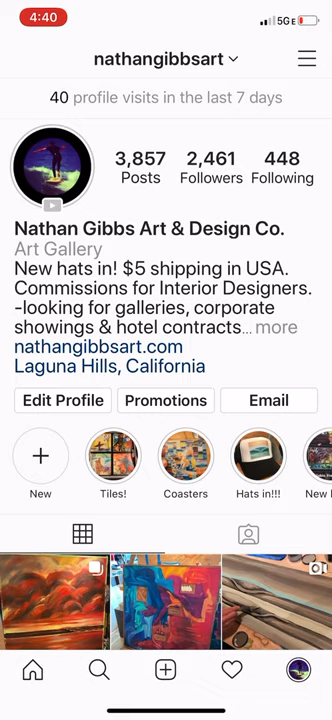 4:40
5GE
nathangibbsart
40 profile visits in the last 7 days
3,857 2,461 448
Posts Followers Following
Nathan Gibbs Art & Design Co.
Art Gallery
New hats in! $5 shipping in USA.
Commissions for Interior Designers.
-looking for galleries, corporate
showings & hotel contracts... more
nathangibbsart.com
Laguna Hills, California
Edit Profile Promotions Email
New Tiles! Coasters Hats in!!! New